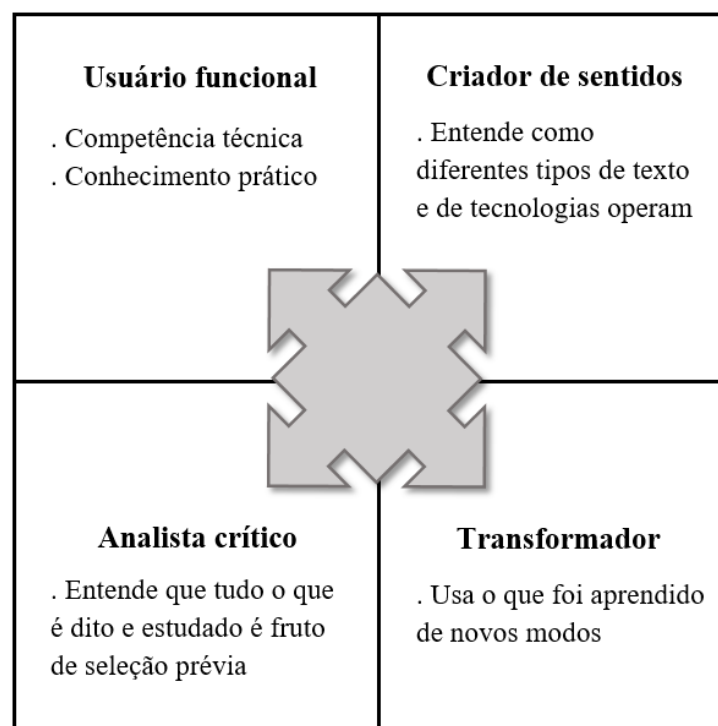 Usuário funcional
. Competência técnica
. Conhecimento prático
Criador de sentidos
. Entende como
diferentes tipos de texto
e de tecnologias operam
Analista crítico
. Entende que tudo o que
é dito e estudado é fruto
de seleção prévia
Transformador
. Usa o que foi aprendido
de novos modos